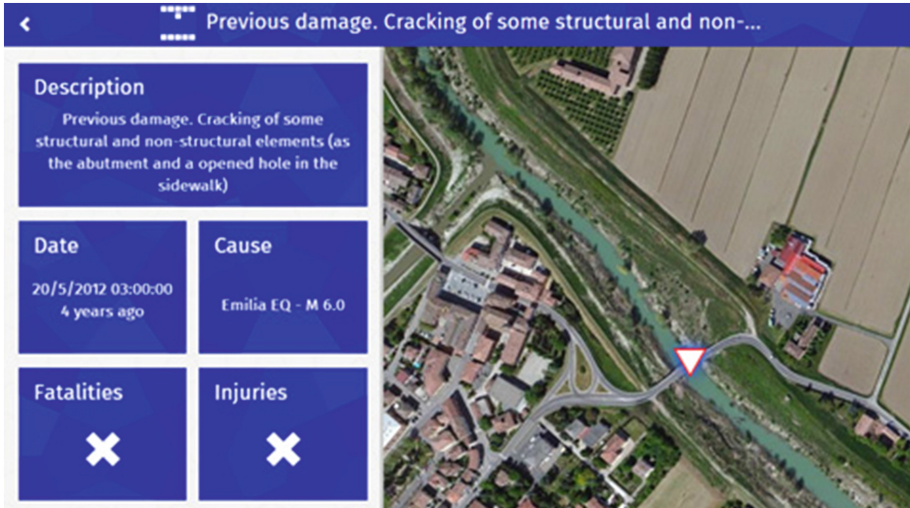 Previous damage. Cracking of some structural and non-...
Description
Previous damage. Cracking of some
structural and non-structural elements (as
the abutment and a opened hole in the
sidewalk)
Date
20/5/2012 03:00:00
4 years ago
Cause
Emilia EQ - M 6.0
Fatalities
Injuries